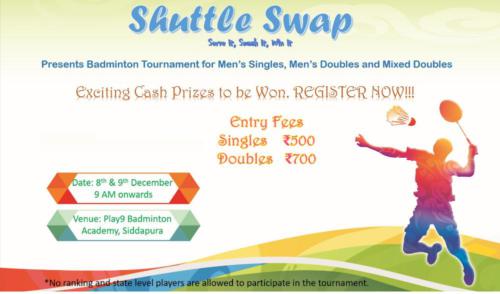 Shuttle Swap
Serve it, Smash it, Win it
Presents Badminton Tournament for Men's Singles, Men's Doubles and Mixed Doubles
Exciting Cash Prizes to be Won. REGISTER NOW!!!
Entry Fees
Singles ₹500
Doubles ₹700
Date: 8th & 9th December
9 AM onwards
Venue: Play9 Badminton
Academy, Siddapura
*No ranking and state level players are allowed to participate in the tournament.